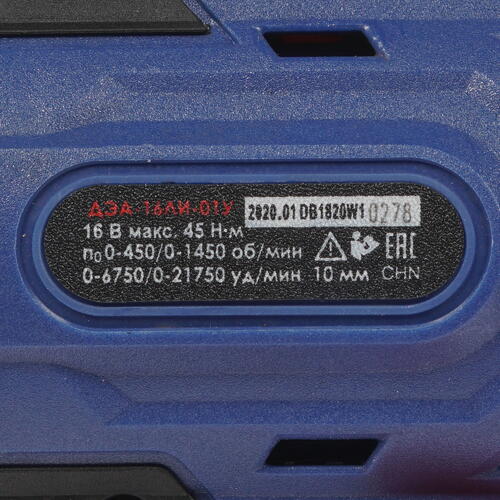 ДЭА-16ЛИ-01У 2020.01 DB1820W1 0278
16 В макс. 45 Н·м
n₀ 0-450/0-1450 об/мин EAC
0-6750/0-21750 уд/мин 10 мм CHN